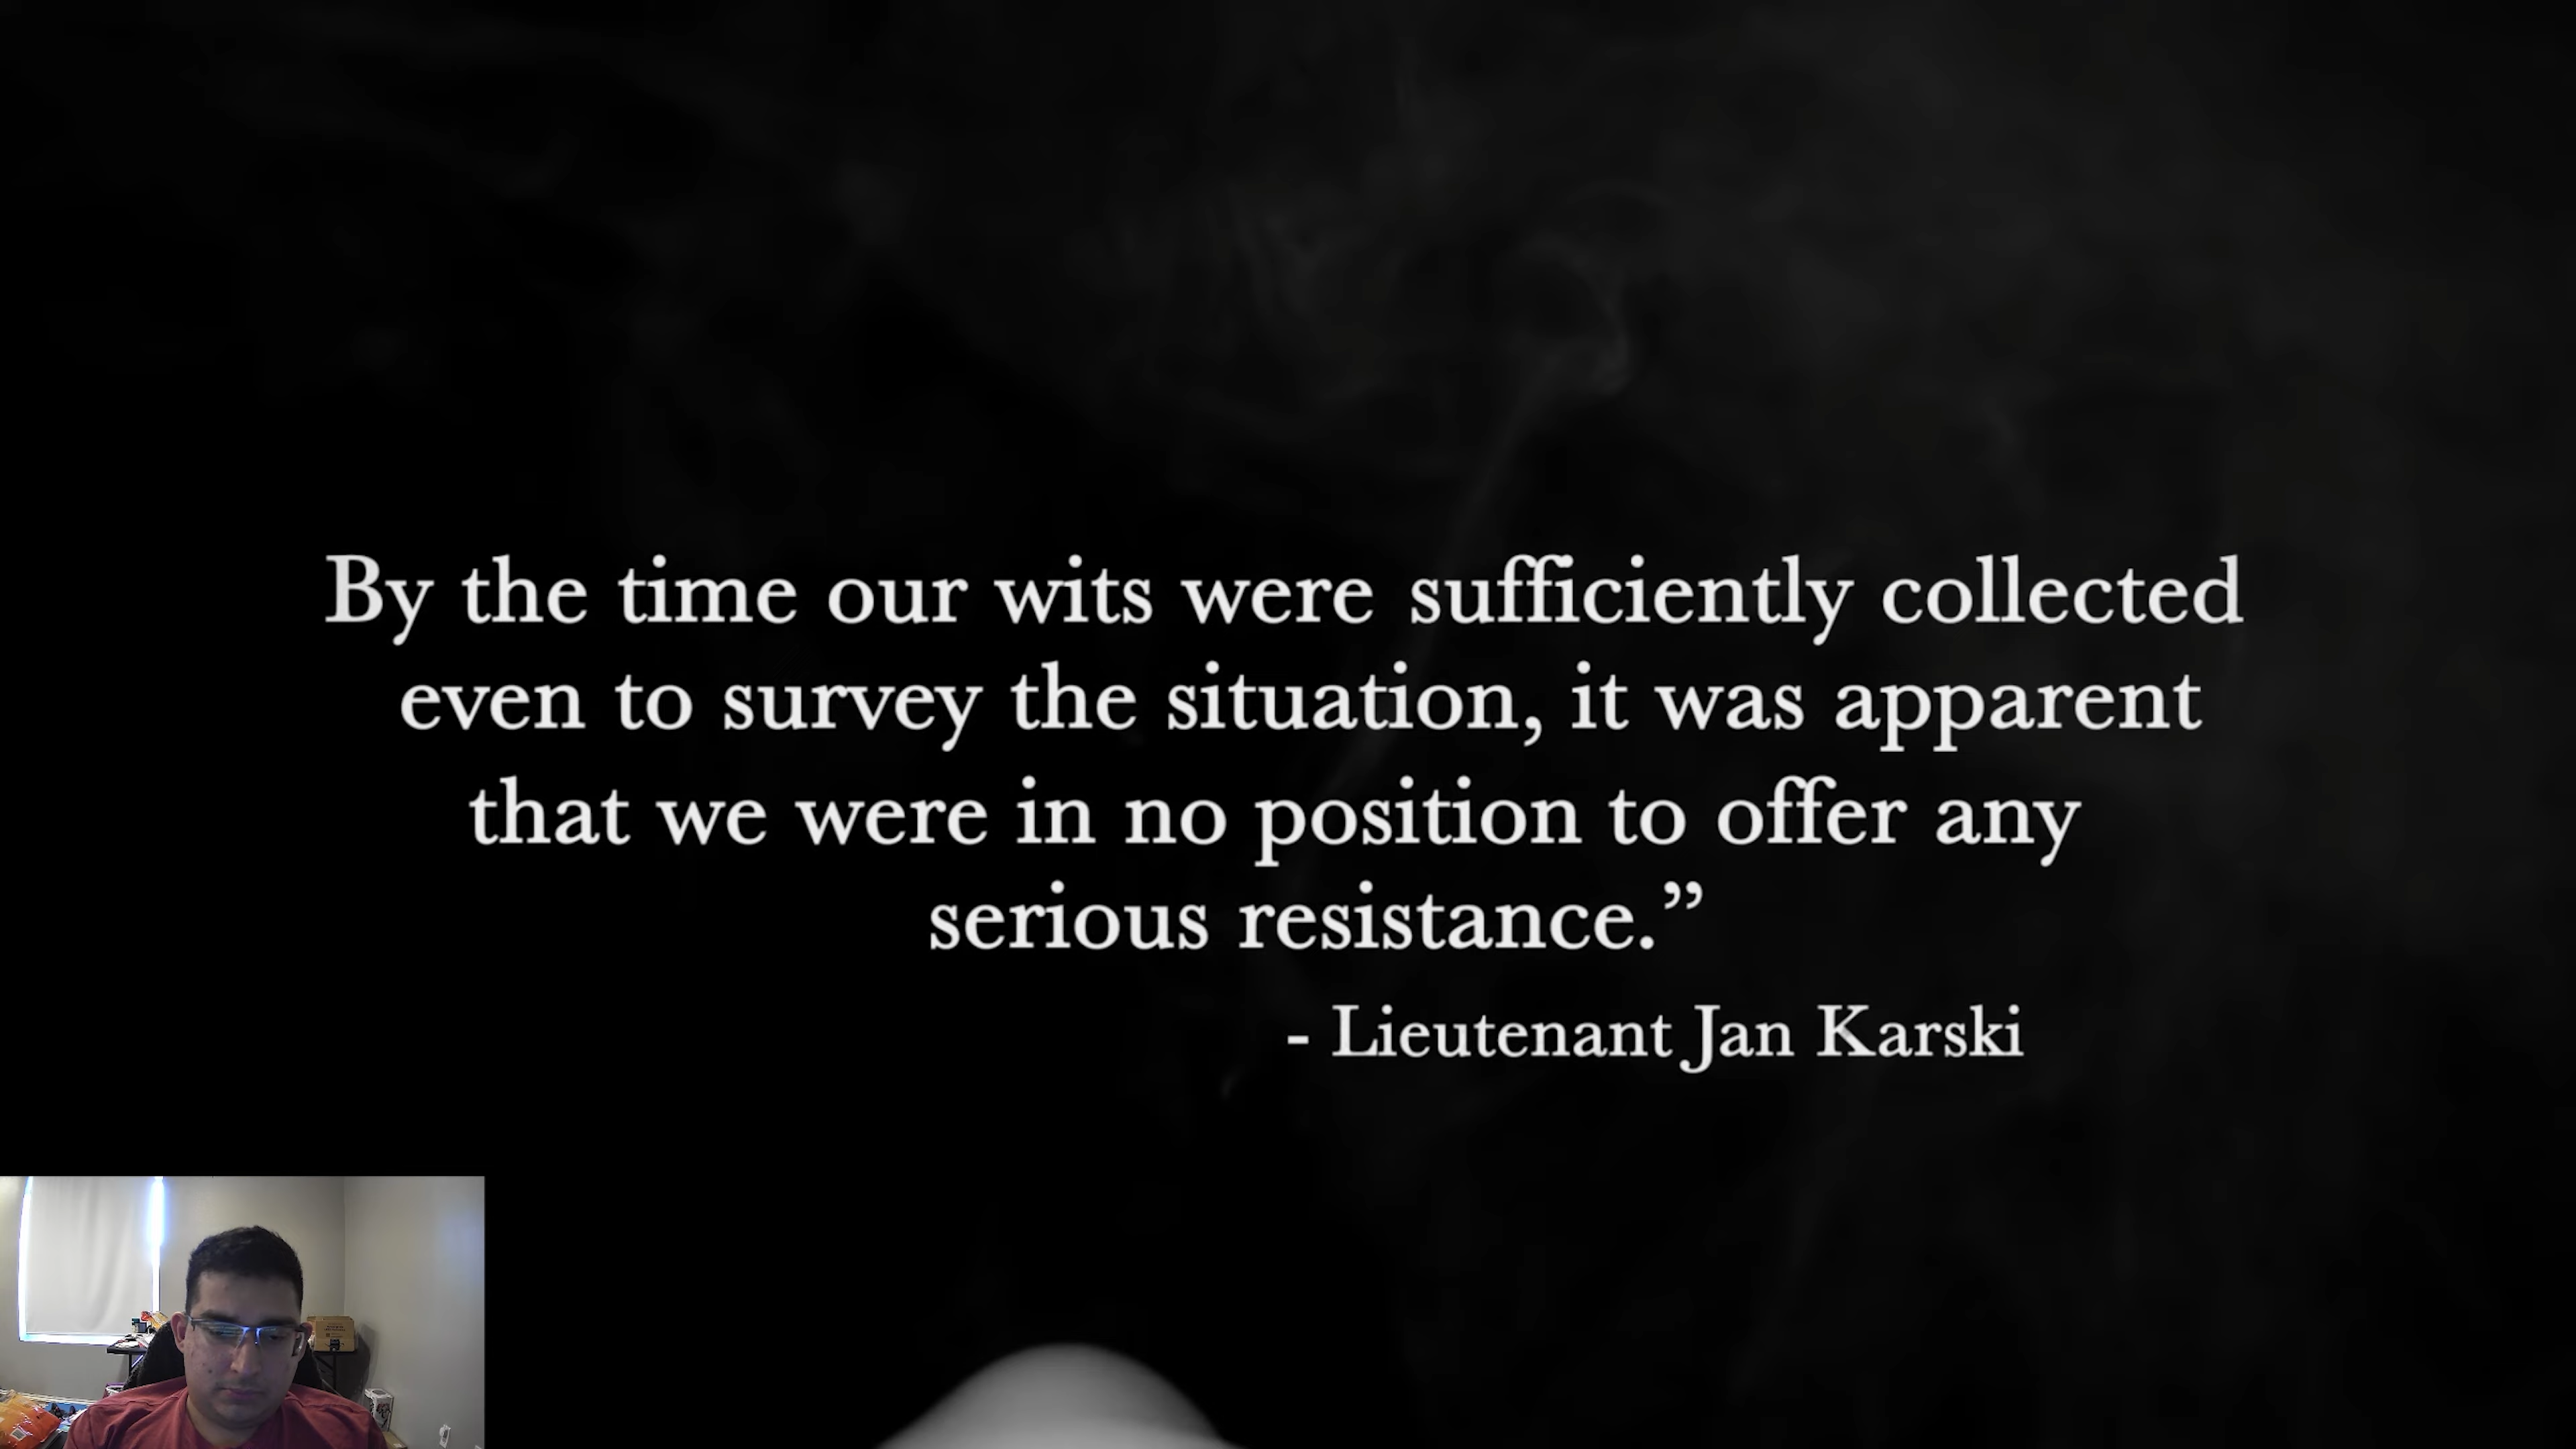 By the time our wits were sufficiently collected
even to survey the situation, it was apparent
that we were in no position to offer any
serious resistance.”
- Lieutenant Jan Karski